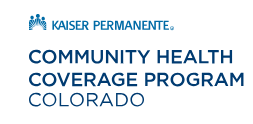 KAISER PERMANENTE®
COMMUNITY HEALTH
COVERAGE PROGRAM
COLORADO